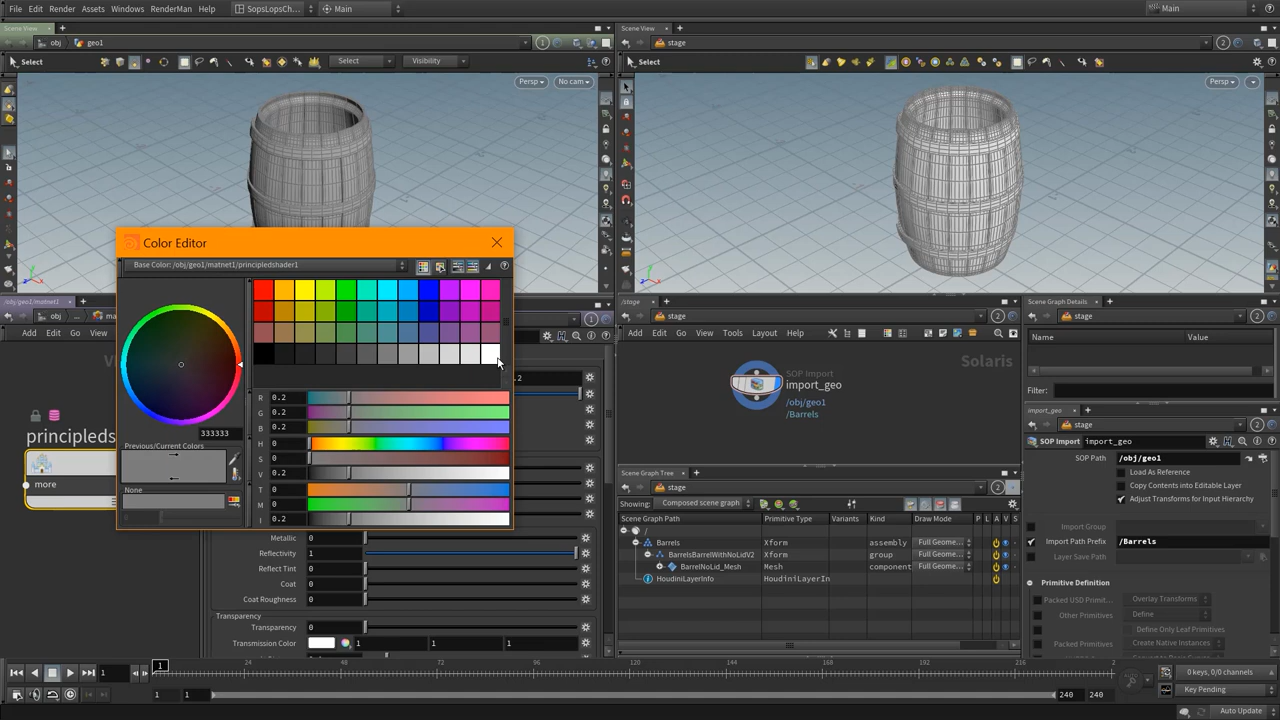 File Edit Render Assets Windows RenderMan Help SopsLopsCh... Main Main
Scene View
obj geo1
Select Select Visibility
Persp No cam
Scene View
stage
Select
Persp
Color Editor
Base Color: /obj/geo1/matnet1/principledshader1
R 0.2
G 0.2
B 0.2
H 0
S 0
V 0.2
T 0
M 0
I 0.2
333333
Previous/Current Colors
None
/obj/geo1/matnet1
obj
Add Edit Go
principleds
more
Metallic 0
Reflectivity 1
Reflect Tint 0
Coat 0
Coat Roughness 0
Transparency
Transparency 0
Transmission Color 1 1 1
/stage
stage
Add Edit Go View Tools Layout Help
Solaris
SOP Import
import_geo
/obj/geo1
/Barrels
Scene Graph Tree
stage
Showing: Composed scene graph
Scene Graph Path Primitive Type Variants Kind Draw Mode P L A V S
/
Barrels Xform assembly Full Geome...
BarrelsBarrelWithNoLidV2 Xform group Full Geome...
BarrelNoLid_Mesh Mesh component Full Geome...
HoudiniLayerInfo HoudiniLayerIn
Scene Graph Details
stage
Name Value
Filter:
import_geo
stage
SOP Import import_geo
SOP Path /obj/geo1
Load As Reference
Copy Contents into Editable Layer
Adjust Transforms for Input Hierarchy
Import Group
Import Path Prefix /Barrels
Layer Save Path
Primitive Definition
Packed USD Primit... Overlay Transforms
Other Primitives Define
Define Only Leaf Primitives
Packed Primitives Create Native Instances
1 1 24 48 72 96 120 144 168 192 216 2
1 1 240 240
0 keys, 0/0 channels
Key Pending
Auto Update